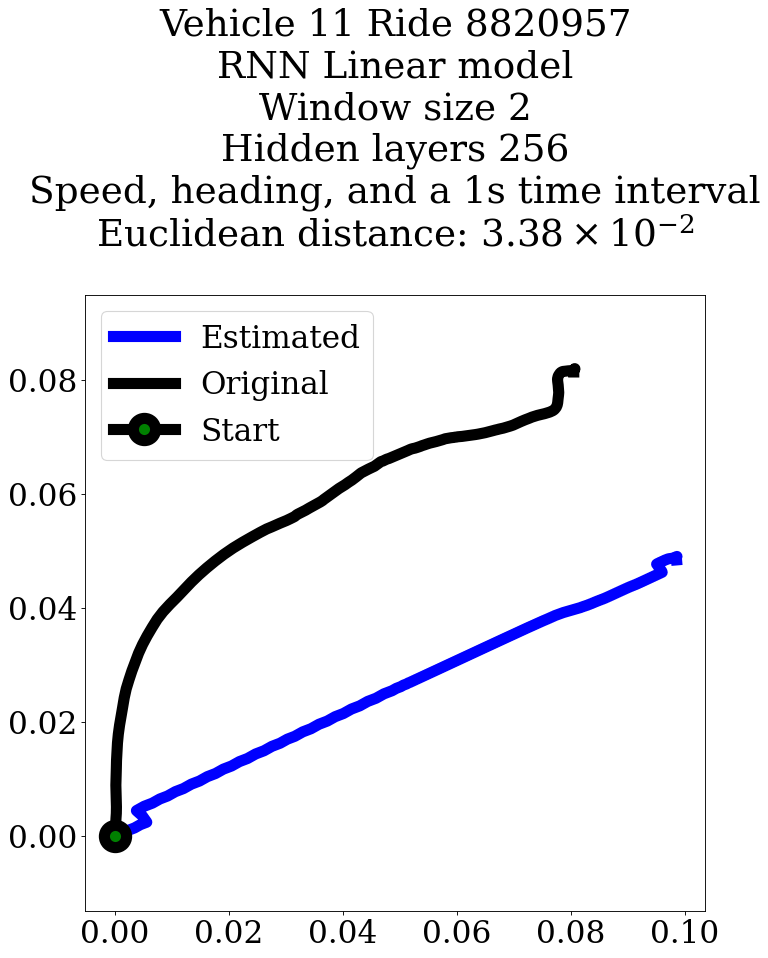 Vehicle 11 Ride 8820957
RNN Linear model
Window size 2
Hidden layers 256
Speed, heading, and a 1s time interval
Euclidean distance: 3.38 × 10⁻²
Estimated
Original
Start
0.08
0.06
0.04
0.02
0.00
0.00 0.02 0.04 0.06 0.08 0.10